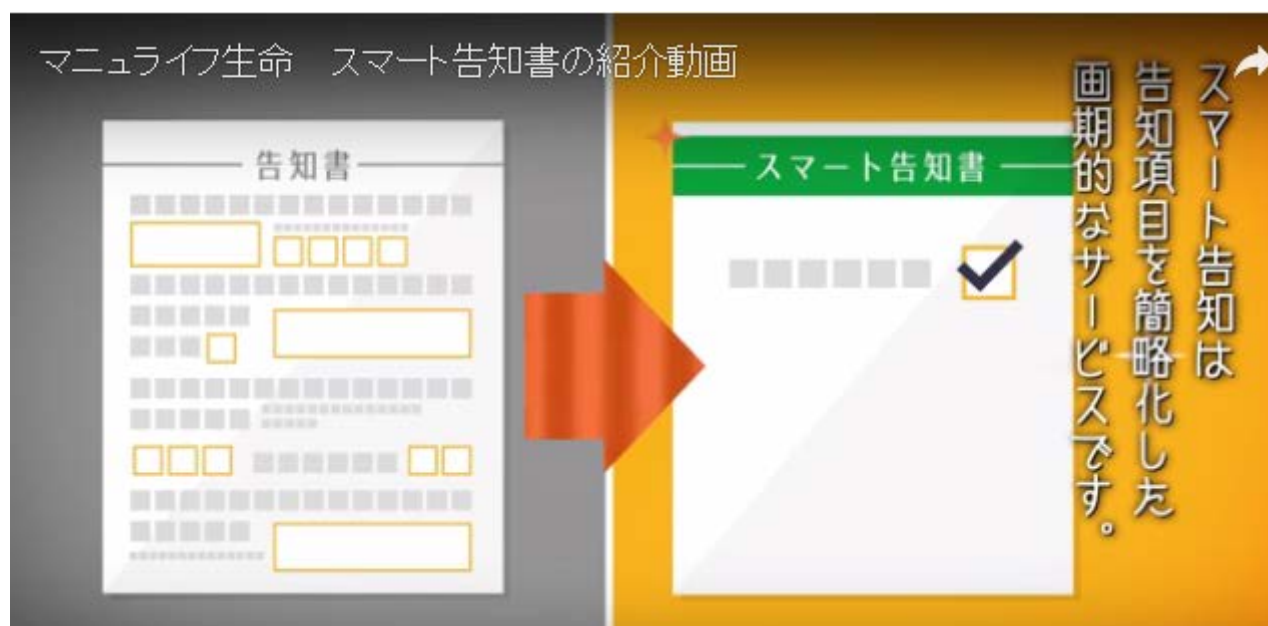 マニュライフ生命　スマート告知書の紹介動画
告知書
スマート告知書
スマート告知は
告知項目を簡略化した
画期的なサービスです。